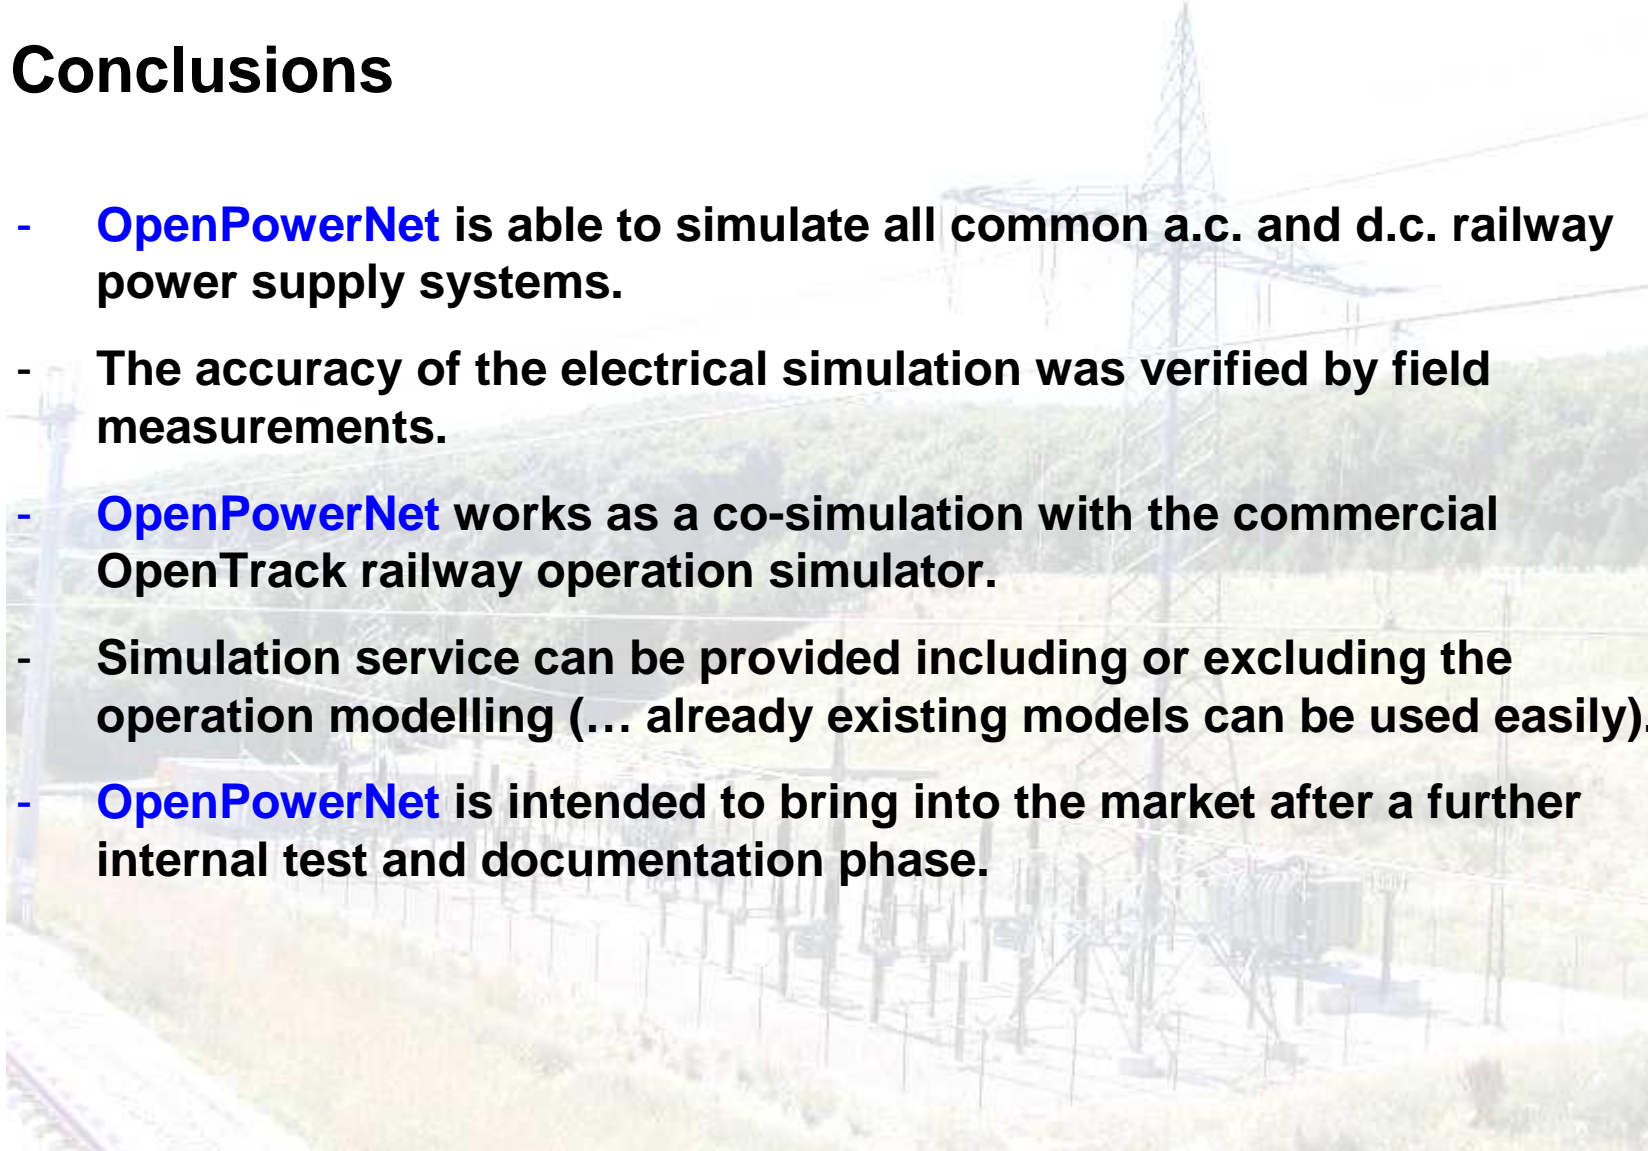 Conclusions
- OpenPowerNet is able to simulate all common a.c. and d.c. railway
power supply systems.
- The accuracy of the electrical simulation was verified by field
measurements.
- OpenPowerNet works as a co-simulation with the commercial
OpenTrack railway operation simulator.
- Simulation service can be provided including or excluding the
operation modelling (… already existing models can be used easily).
- OpenPowerNet is intended to bring into the market after a further
internal test and documentation phase.